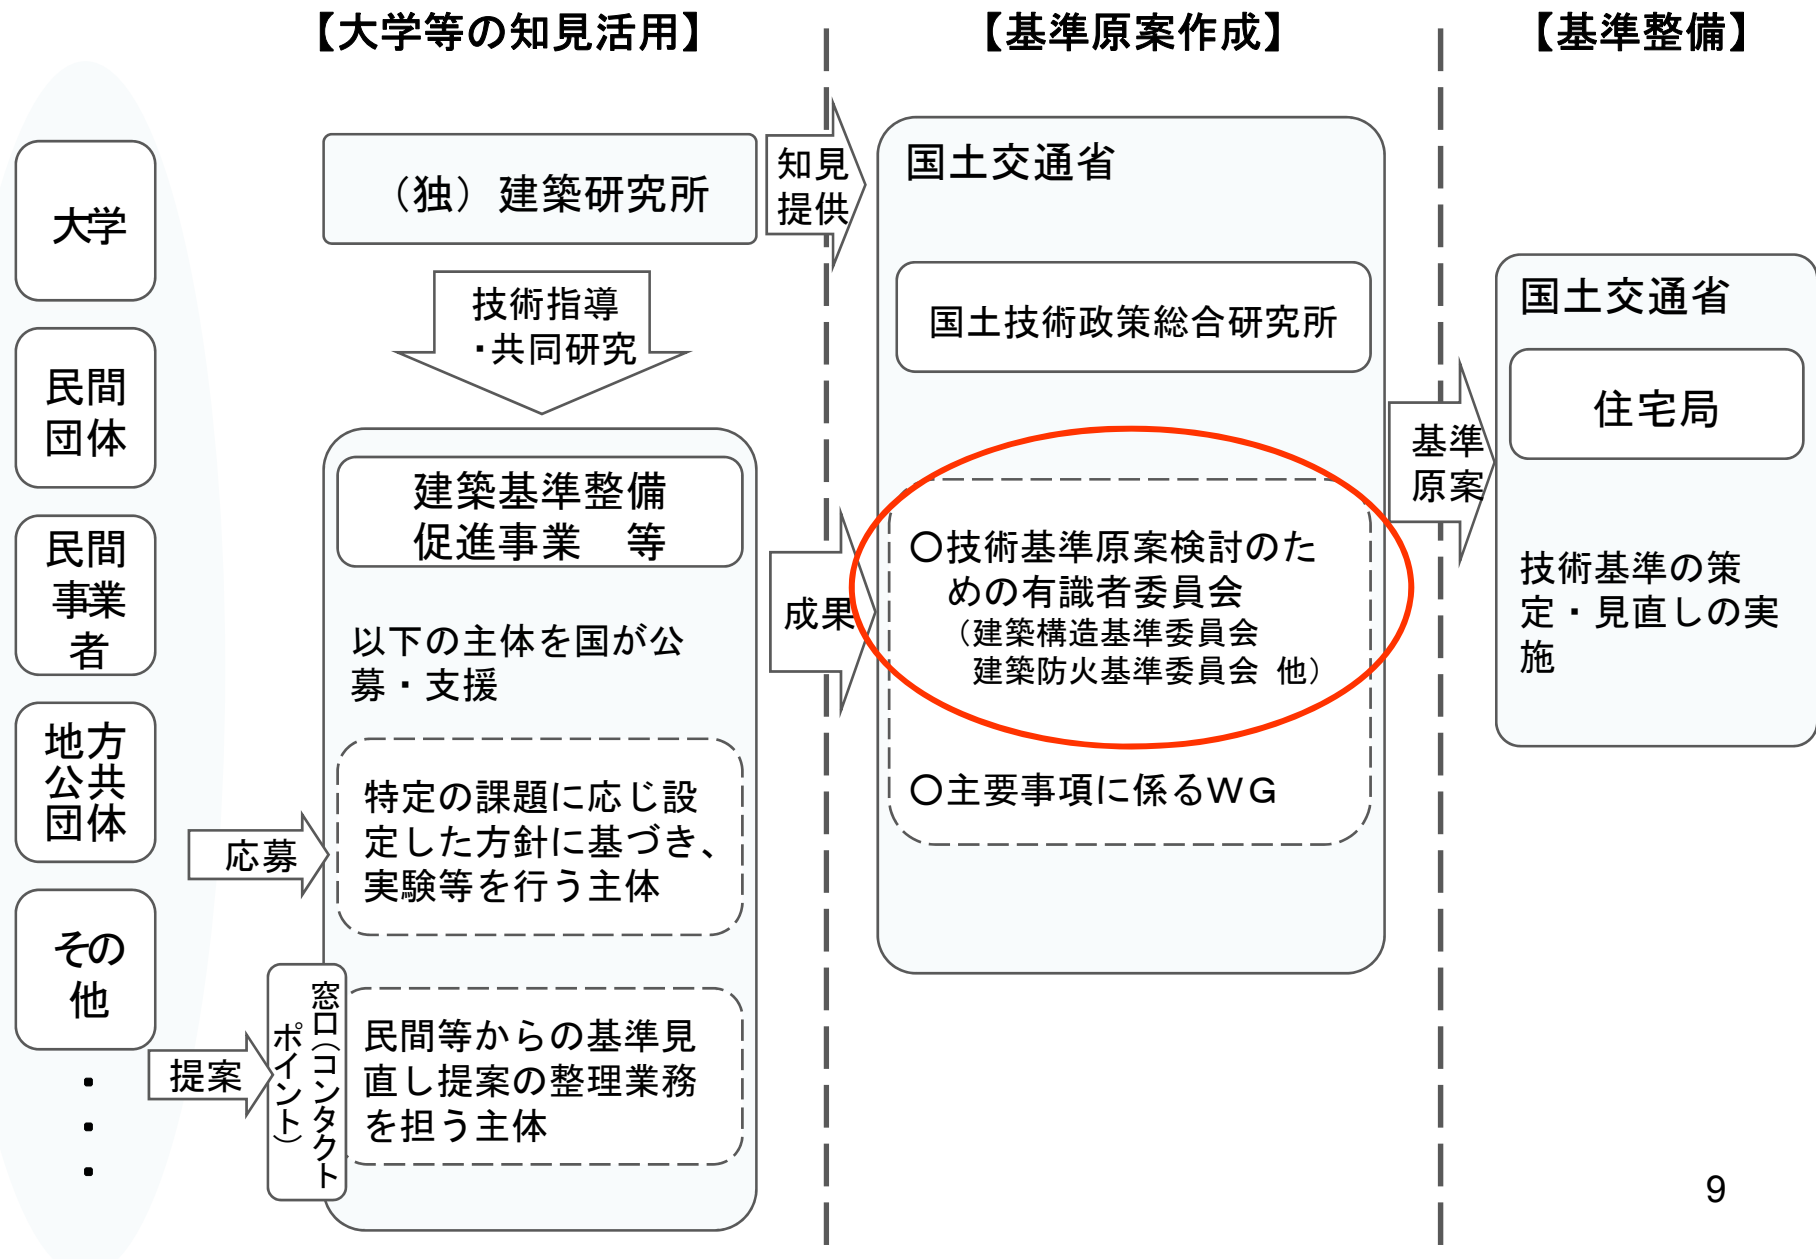 【大学等の知見活用】
【基準原案作成】
【基準整備】
大学
民間
団体
民間
事業
者
地方
公共
団体
その
他
・
・
・
（独）建築研究所
知見
提供
技術指導
・共同研究
建築基準整備
促進事業　等
以下の主体を国が公
募・支援
応募
特定の課題に応じ設
定した方針に基づき、
実験等を行う主体
提案
窓口（コンタクト
ポイント）
民間等からの基準見
直し提案の整理業務
を担う主体
成果
国土交通省
国土技術政策総合研究所
〇技術基準原案検討のた
めの有識者委員会
（建築構造基準委員会
建築防火基準委員会 他）
〇主要事項に係るＷＧ
基準
原案
国土交通省
住宅局
技術基準の策
定・見直しの実
施
9